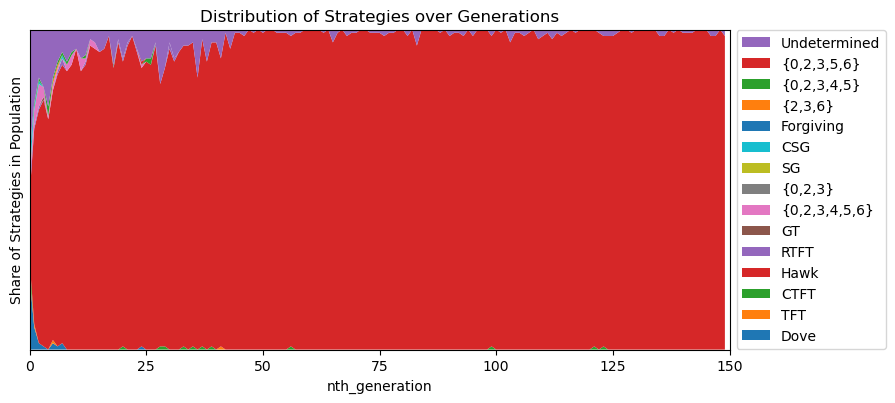 Distribution of Strategies over Generations
Share of Strategies in Population
0
25
50
75
100
125
150
nth_generation
Undetermined
{0,2,3,5,6}
{0,2,3,4,5}
{2,3,6}
Forgiving
CSG
SG
{0,2,3}
{0,2,3,4,5,6}
GT
RTFT
Hawk
CTFT
TFT
Dove